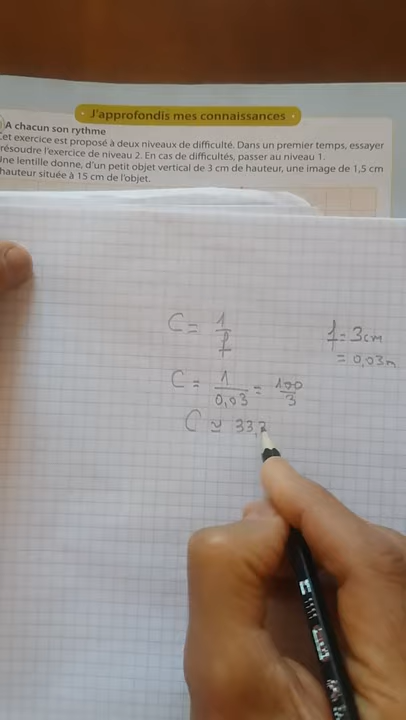 J'approfondis mes connaissances
A chacun son rythme
Cet exercice est proposé à deux niveaux de difficulté. Dans un premier temps, essayer
résoudre l'exercice de niveau 2. En cas de difficultés, passer au niveau 1.
Une lentille donne, d'un petit objet vertical de 3 cm de hauteur, une image de 1,5 cm
hauteur située à 15 cm de l'objet.
C = 1/f
f = 3cm
= 0,03m
C = 1/0,03 = 100/3
C ≃ 33,3